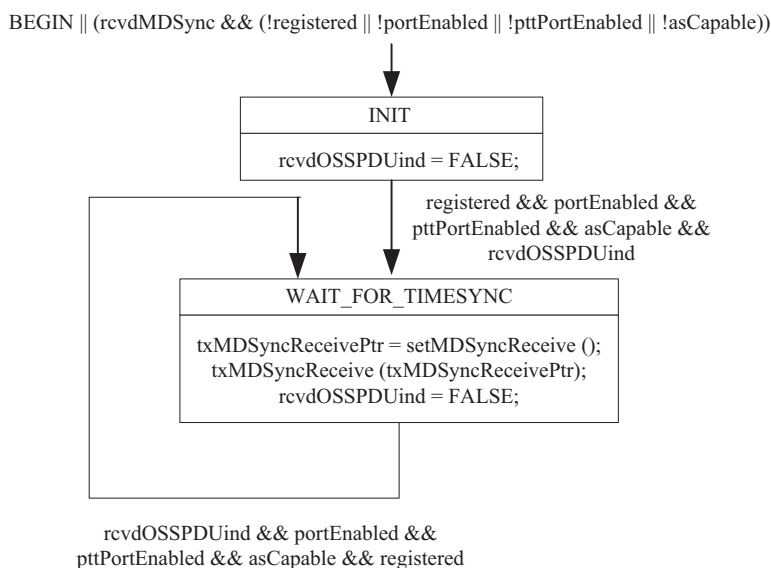 BEGIN || (rcvdMDSync && (!registered || !portEnabled || !pttPortEnabled || !asCapable))
INIT
rcvdOSSPDUind = FALSE;
registered && portEnabled &&
pttPortEnabled && asCapable &&
rcvdOSSPDUind
WAIT_FOR_TIMESYNC
txMDSyncReceivePtr = setMDSyncReceive ();
txMDSyncReceive (txMDSyncReceivePtr);
rcvdOSSPDUind = FALSE;
rcvdOSSPDUind && portEnabled &&
pttPortEnabled && asCapable && registered